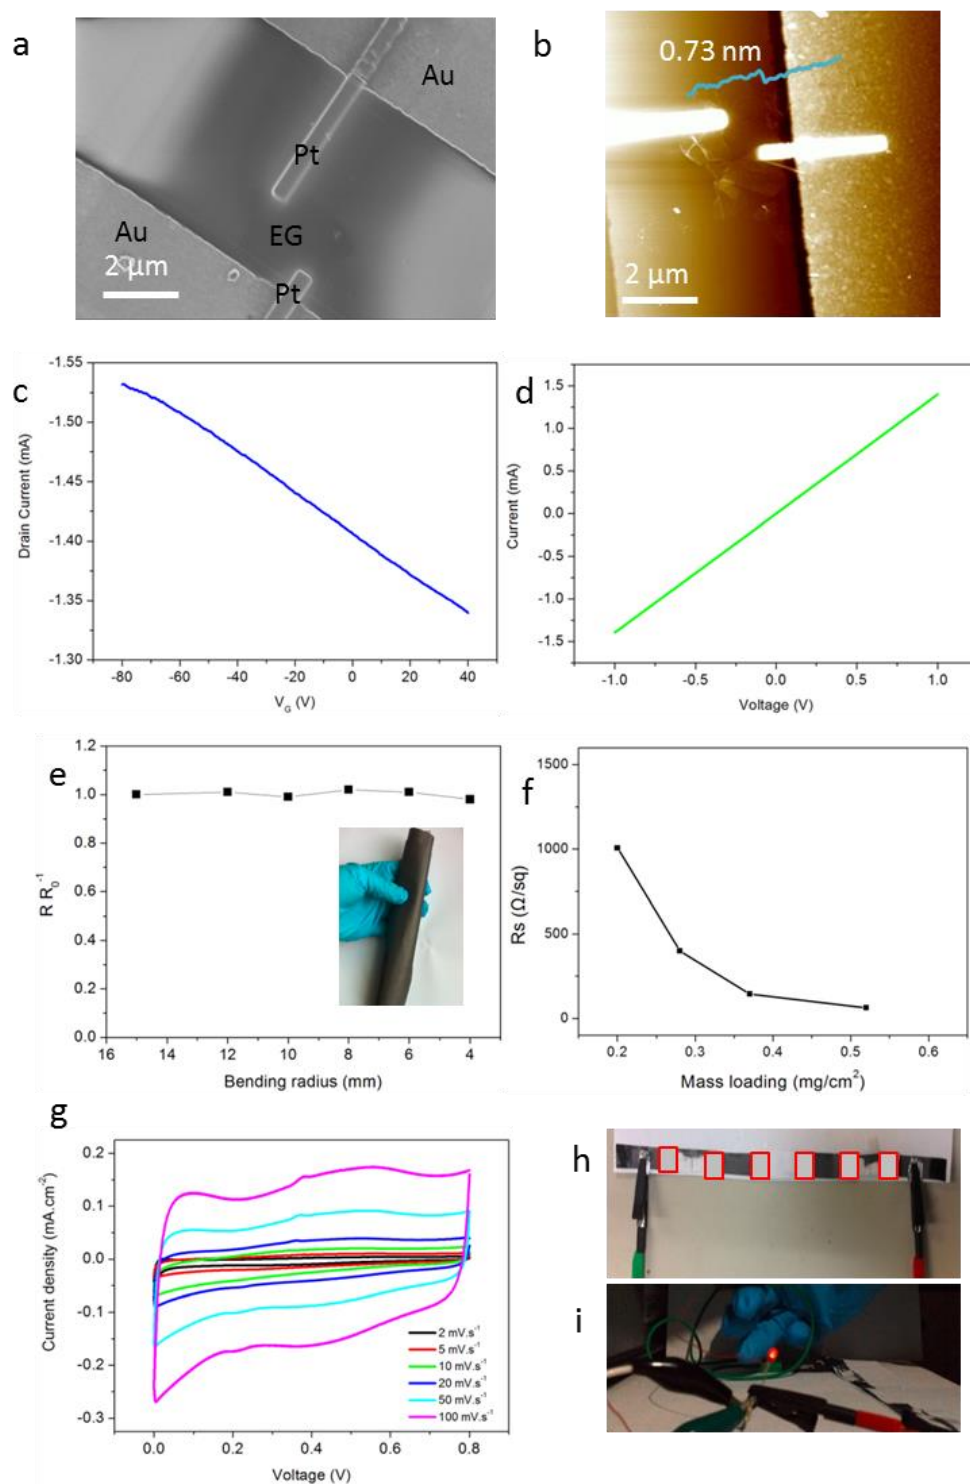 a
Au
Pt
EG
Au
2 μm
Pt
b
0.73 nm
2 μm
c
-1.55
-1.50
-1.45
-1.40
-1.35
-1.30
Drain Current (mA)
-80 -60 -40 -20 0 20 40
V_G (V)
d
1.5
1.0
0.5
0.0
-0.5
-1.0
-1.5
Current (mA)
-1.0 -0.5 0.0 0.5 1.0
Voltage (V)
e
1.2
1.0
0.8
0.6
0.4
0.2
0.0
R R₀⁻¹
16 14 12 10 8 6 4
Bending radius (mm)
f
1500
1000
500
0
Rs (Ω/sq)
0.2 0.3 0.4 0.5 0.6
Mass loading (mg/cm²)
g
0.2
0.1
0.0
-0.1
-0.2
-0.3
Current density (mA.cm⁻²)
2 mV.s⁻¹
5 mV.s⁻¹
10 mV.s⁻¹
20 mV.s⁻¹
50 mV.s⁻¹
100 mV.s⁻¹
0.0 0.2 0.4 0.6 0.8
Voltage (V)
h
i